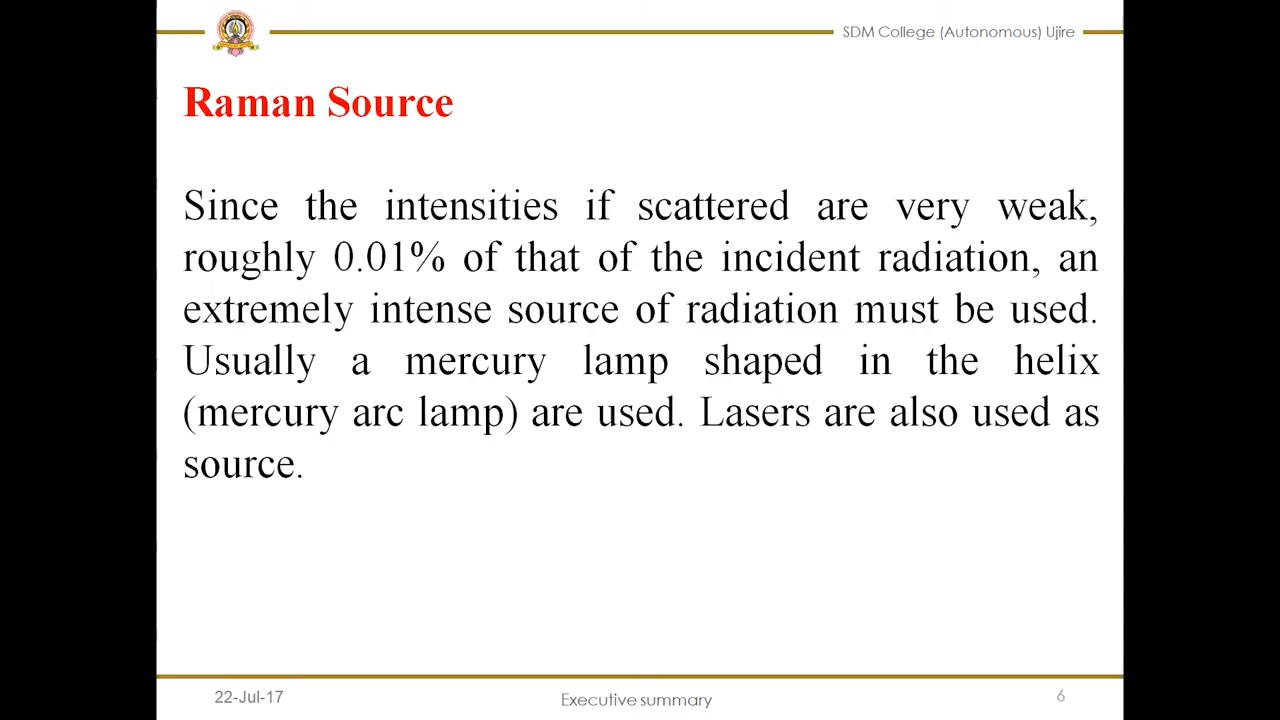 SDM College (Autonomous) Ujire
Raman Source
Since the intensities if scattered are very weak,
roughly 0.01% of that of the incident radiation, an
extremely intense source of radiation must be used.
Usually a mercury lamp shaped in the helix
(mercury arc lamp) are used. Lasers are also used as
source.
22-Jul-17
Executive summary
6